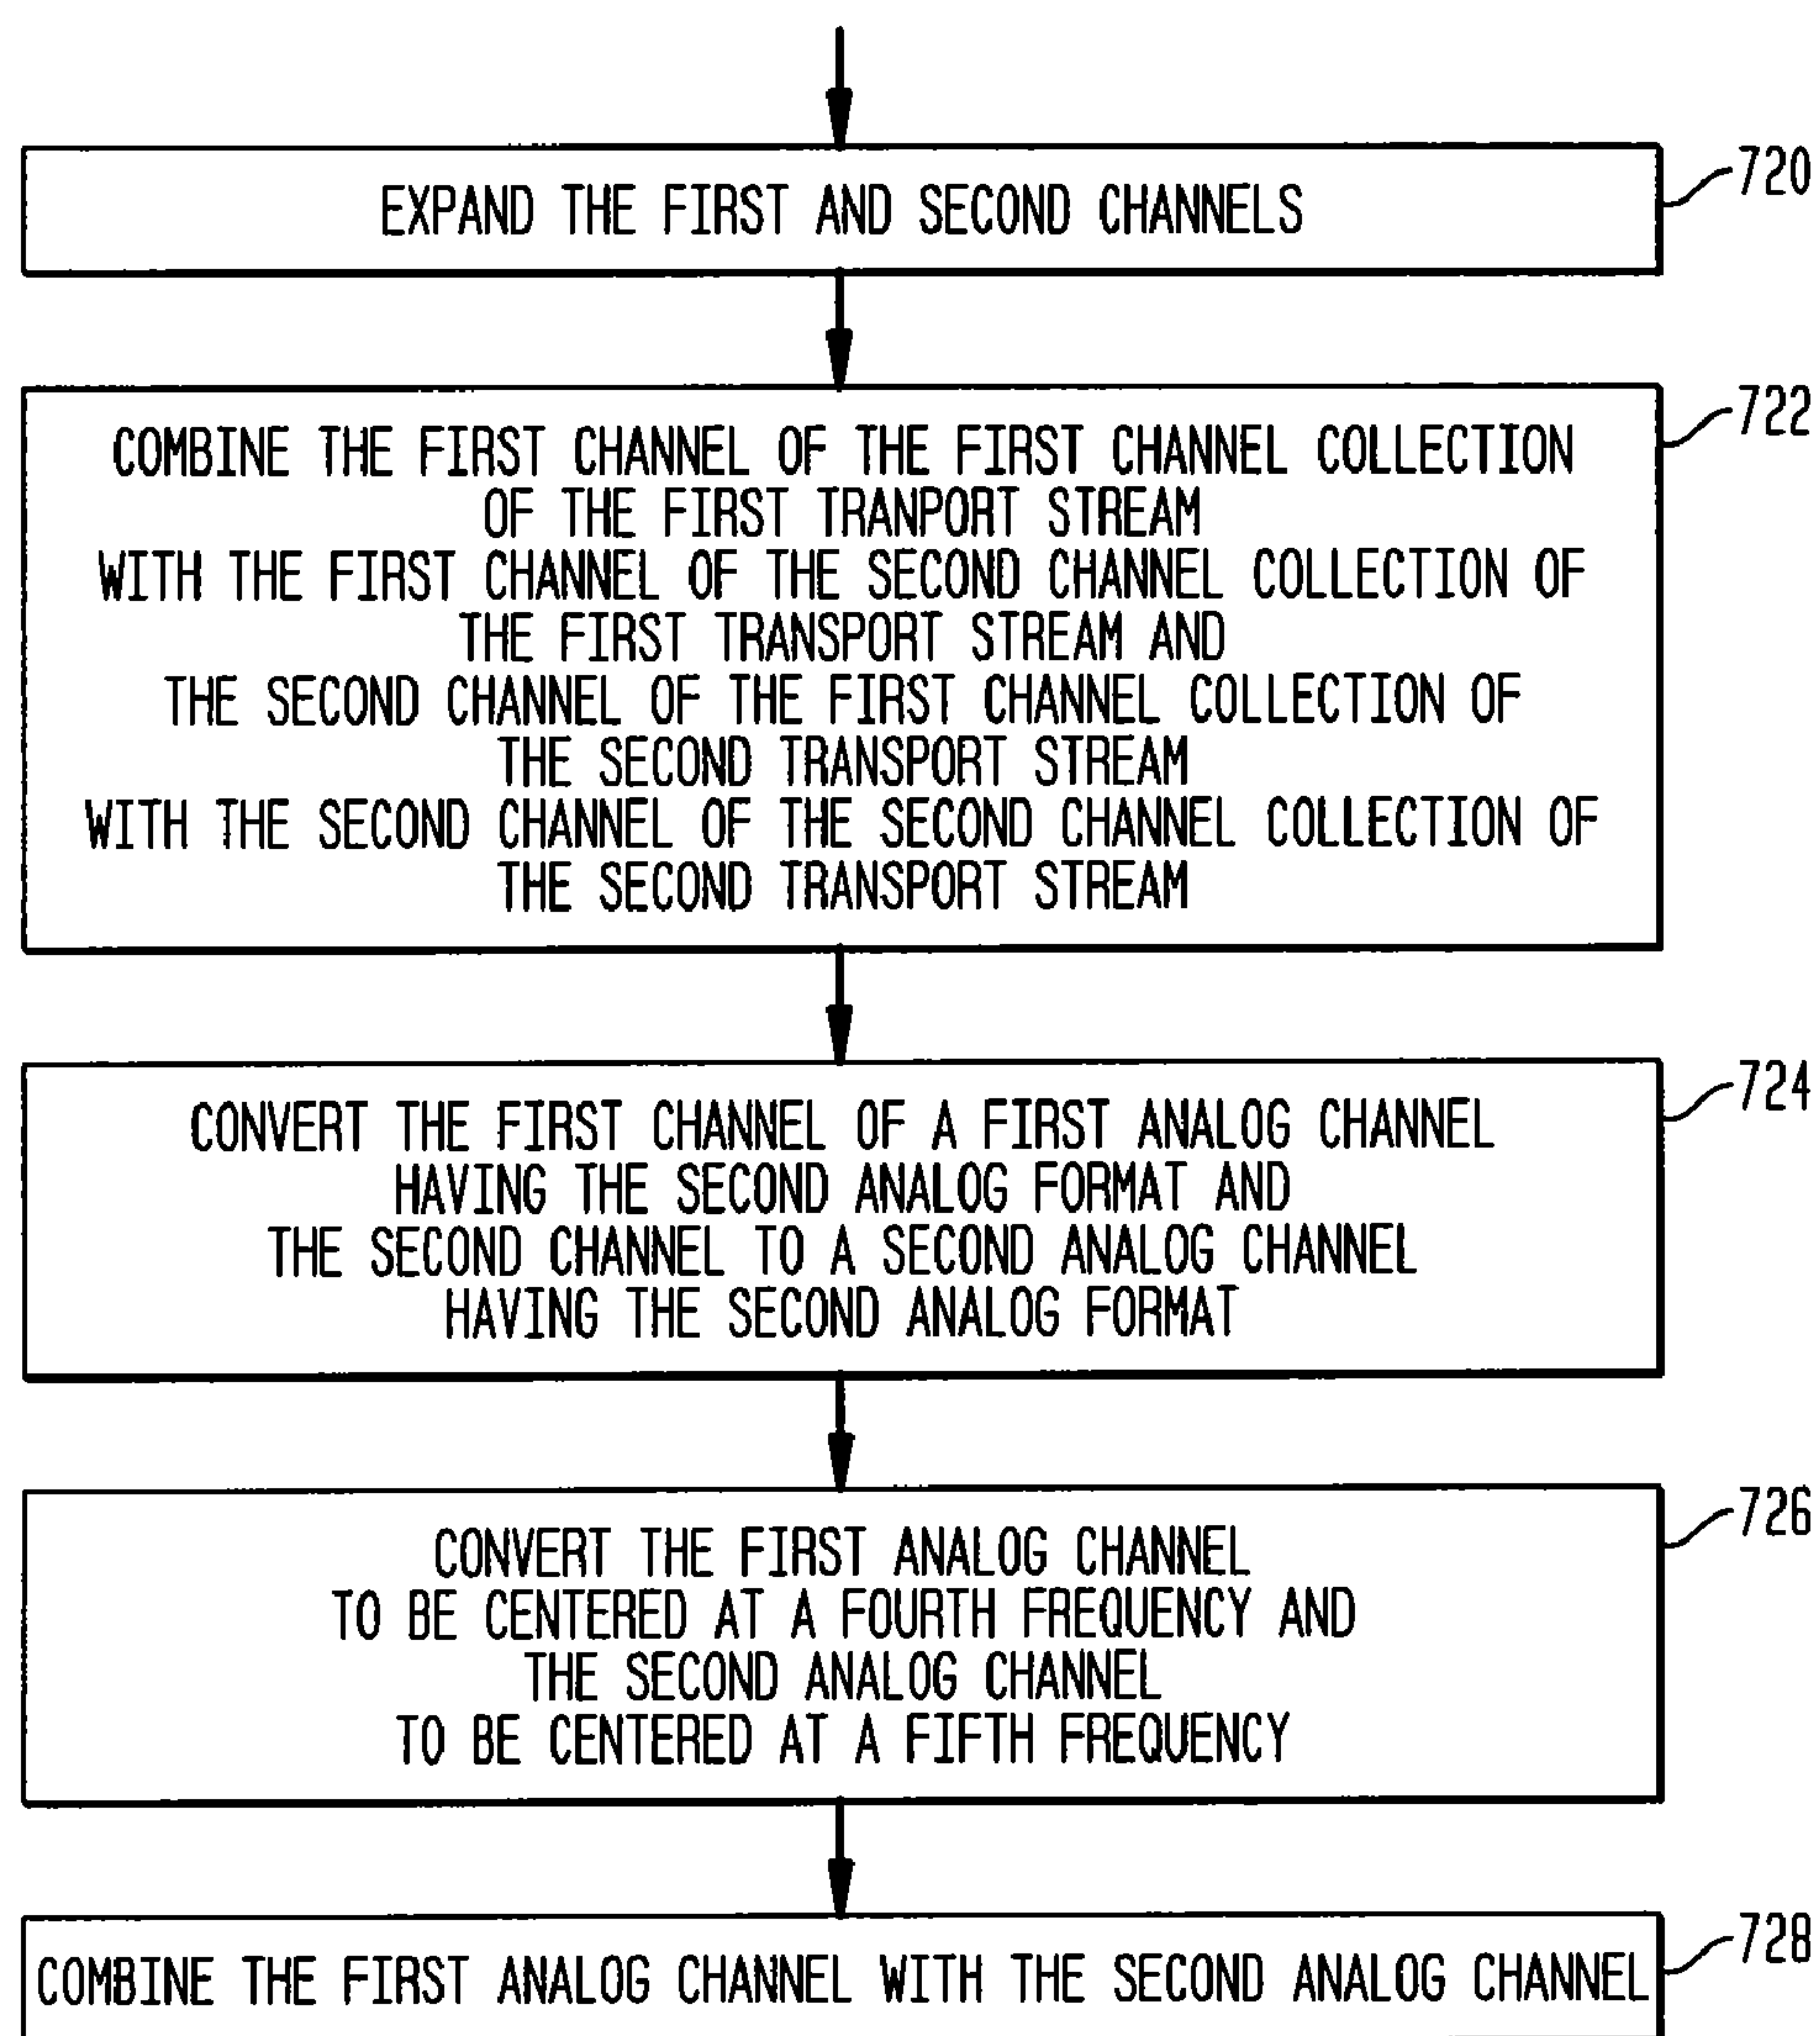 720
EXPAND THE FIRST AND SECOND CHANNELS
722
COMBINE THE FIRST CHANNEL OF THE FIRST CHANNEL COLLECTION
OF THE FIRST TRANPORT STREAM
WITH THE FIRST CHANNEL OF THE SECOND CHANNEL COLLECTION OF
THE FIRST TRANSPORT STREAM AND
THE SECOND CHANNEL OF THE FIRST CHANNEL COLLECTION OF
THE SECOND TRANSPORT STREAM
WITH THE SECOND CHANNEL OF THE SECOND CHANNEL COLLECTION OF
THE SECOND TRANSPORT STREAM
724
CONVERT THE FIRST CHANNEL OF A FIRST ANALOG CHANNEL
HAVING THE SECOND ANALOG FORMAT AND
THE SECOND CHANNEL TO A SECOND ANALOG CHANNEL
HAVING THE SECOND ANALOG FORMAT
726
CONVERT THE FIRST ANALOG CHANNEL
TO BE CENTERED AT A FOURTH FREQUENCY AND
THE SECOND ANALOG CHANNEL
TO BE CENTERED AT A FIFTH FREQUENCY
728
COMBINE THE FIRST ANALOG CHANNEL WITH THE SECOND ANALOG CHANNEL